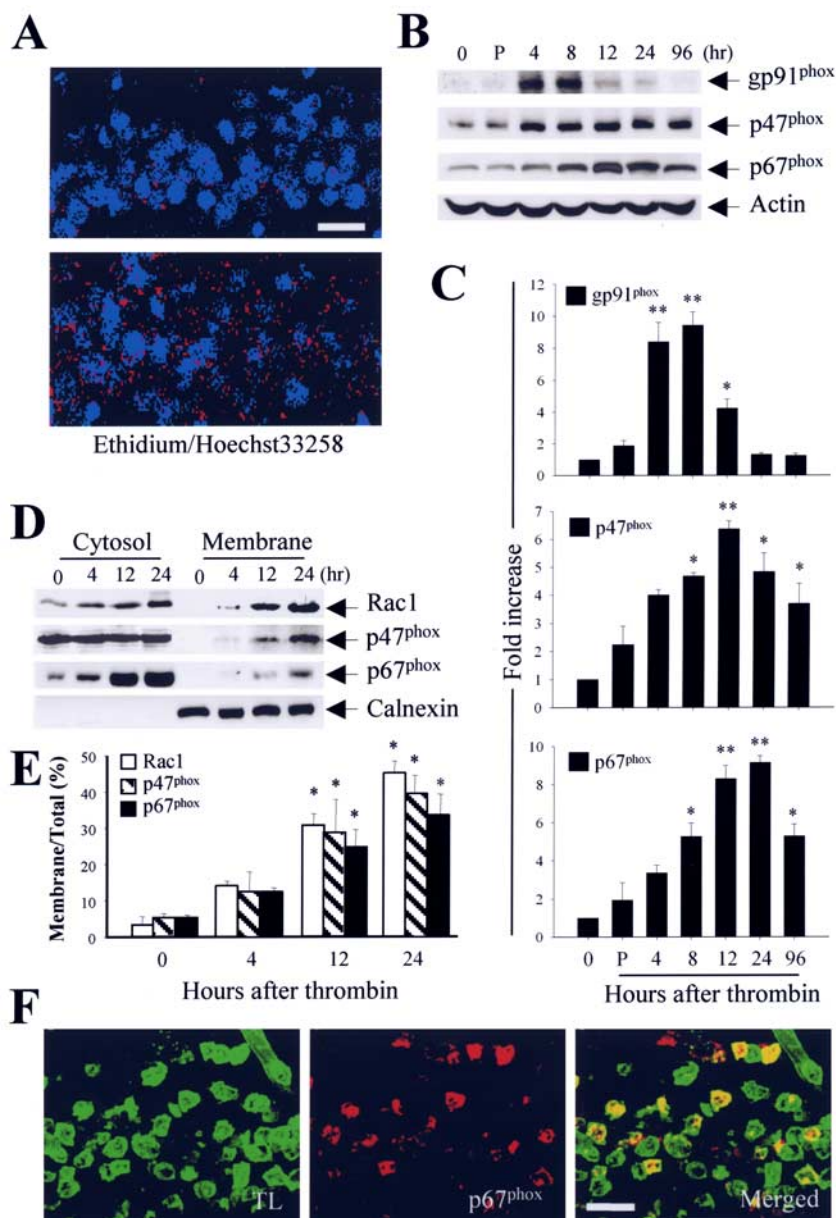 A
Ethidium/Hoechst33258
B
0 P 4 8 12 24 96 (hr)
gp91phox
p47phox
p67phox
Actin
C
Fold increase
gp91phox
** ** *
12
10
8
6
4
2
0
p47phox
* ** * *
7
6
5
4
3
2
1
0
p67phox
* ** ** *
10
8
6
4
2
0
0 P 4 8 12 24 96
Hours after thrombin
D
Cytosol Membrane
0 4 12 24 0 4 12 24 (hr)
Rac1
p47phox
p67phox
Calnexin
E
Membrane/Total (%)
Rac1
p47phox
p67phox
* * * * * *
50
40
30
20
10
0
0 4 12 24
Hours after thrombin
F
TL
p67phox
Merged